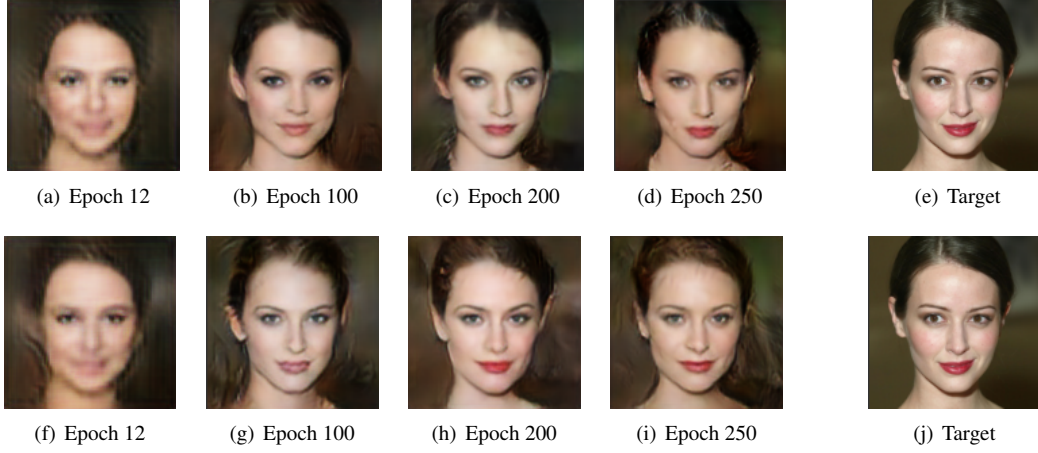 (a) Epoch 12 (b) Epoch 100 (c) Epoch 200 (d) Epoch 250 (e) Target
(f) Epoch 12 (g) Epoch 100 (h) Epoch 200 (i) Epoch 250 (j) Target